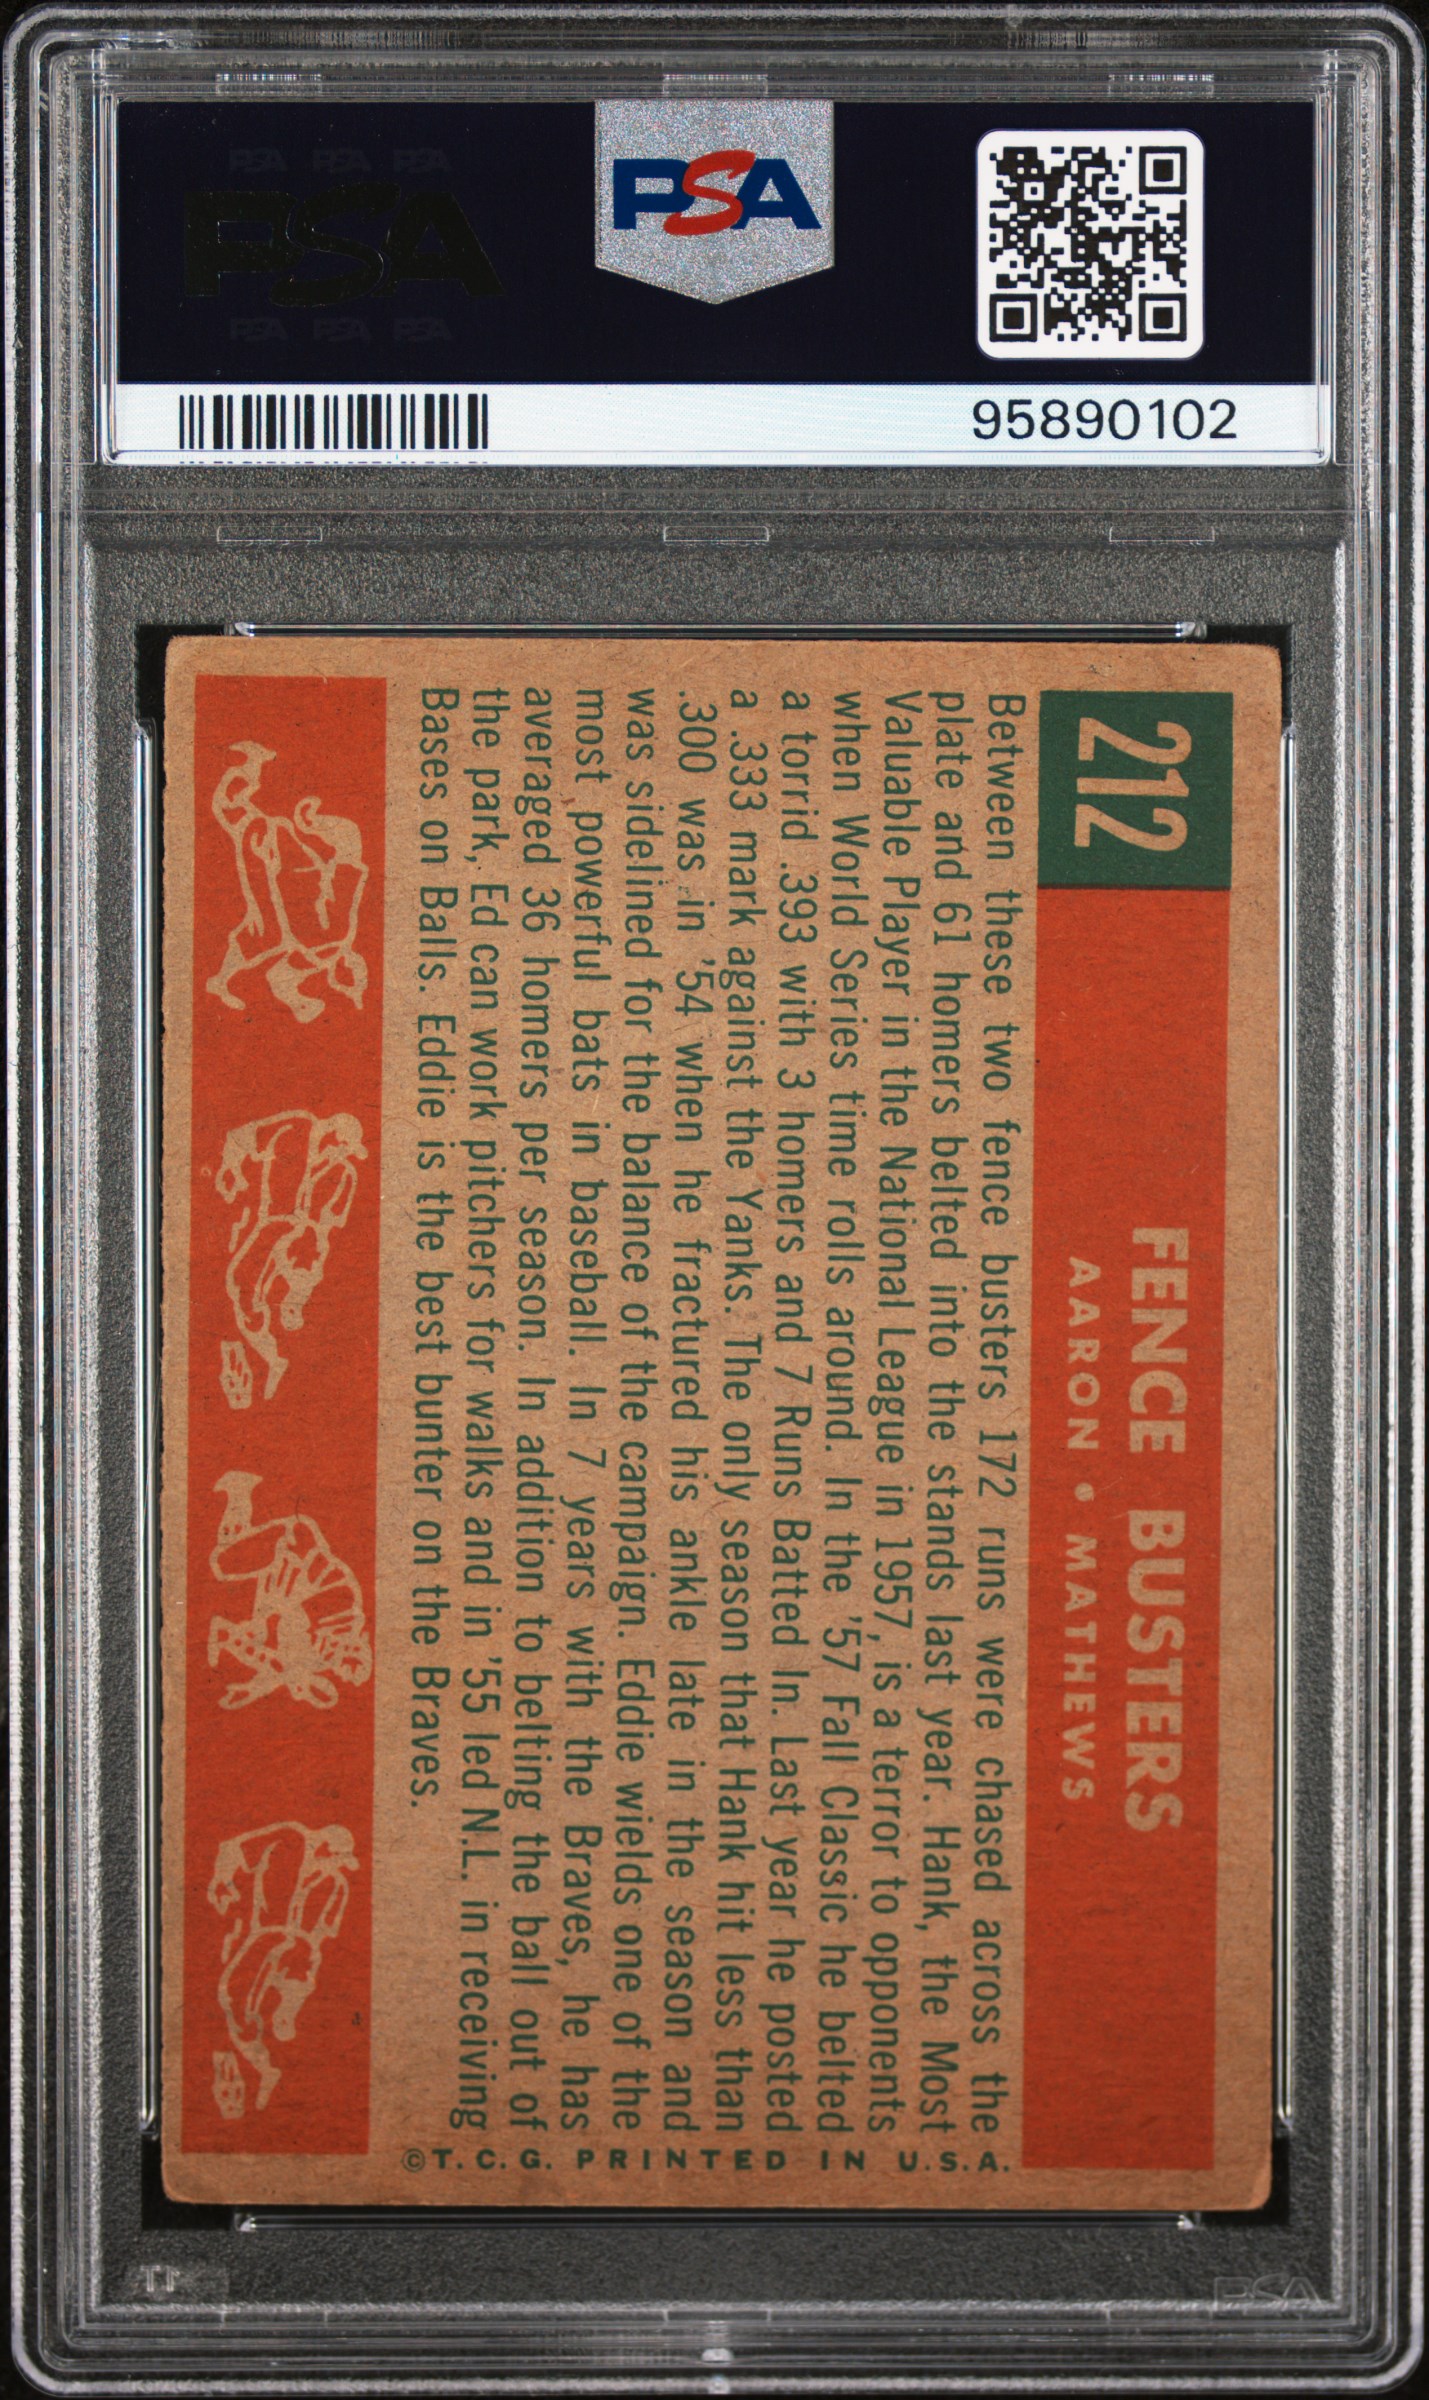 PSA PSA PSA
PSA
PSA PSA PSA
PSA
95890102
212
FENCE BUSTERS
AARON • MATHEWS
Between these two fence busters 172 runs were chased across the
plate and 61 homers belted into the stands last year. Hank, the Most
Valuable Player in the National League in 1957, is a terror to opponents
when World Series time rolls around. In the '57 Fall Classic he belted
a torrid .393 with 3 homers and 7 Runs Batted In. Last year he posted
a .333 mark against the Yanks. The only season that Hank hit less than
.300 was in '54 when he fractured his ankle late in the season and
was sidelined for the balance of the campaign. Eddie wields one of the
most powerful bats in baseball. In 7 years with the Braves, he has
averaged 36 homers per season. In addition to belting the ball out of
the park, Ed can work pitchers for walks and in '55 led N.L. in receiving
Bases on Balls. Eddie is the best bunter on the Braves.
©T.C.G. PRINTED IN U.S.A.
PSA